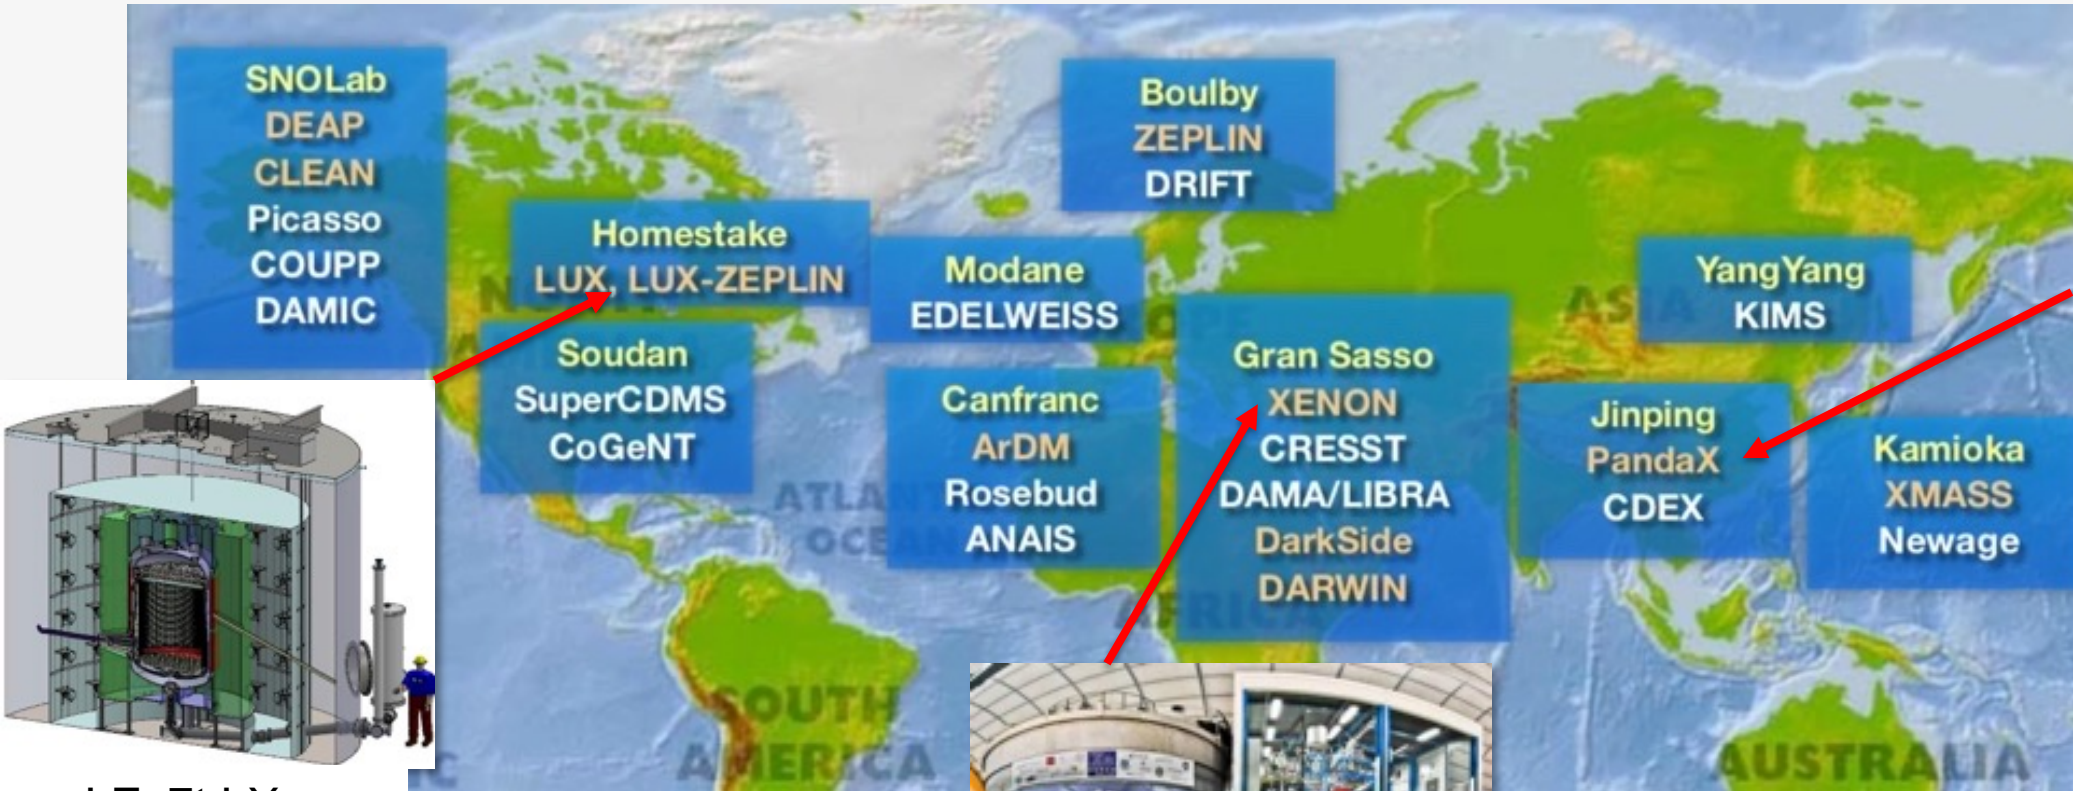 SNOLab
DEAP
CLEAN
Picasso
COUPP
DAMIC
Homestake
LUX, LUX-ZEPLIN
Soudan
SuperCDMS
CoGeNT
Modane
EDELWEISS
Boulby
ZEPLIN
DRIFT
Canfranc
ArDM
Rosebud
ANAIS
Gran Sasso
XENON
CRESST
DAMA/LIBRA
DarkSide
DARWIN
YangYang
KIMS
Jinping
PandaX
CDEX
Kamioka
XMASS
Newage
ASIA
AFRICA
SOUTH
AMERICA
AUSTRALIA